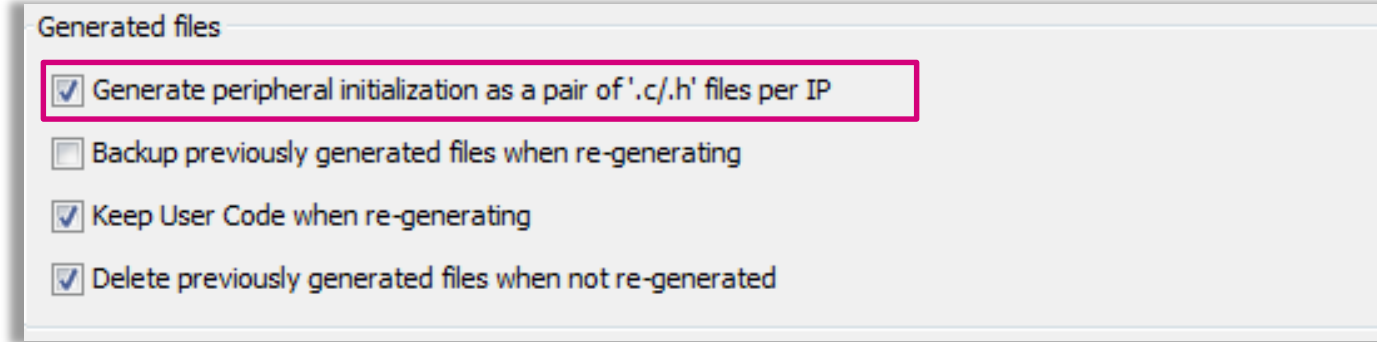 Generated files
Generate peripheral initialization as a pair of '.c/.h' files per IP
Backup previously generated files when re-generating
Keep User Code when re-generating
Delete previously generated files when not re-generated